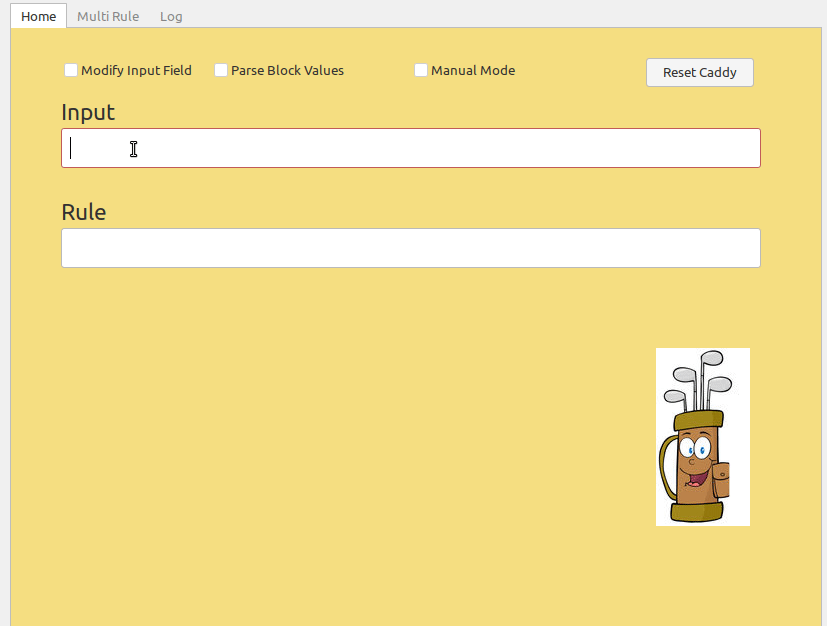 Home Multi Rule Log
Modify Input Field Parse Block Values Manual Mode Reset Caddy
Input
Rule